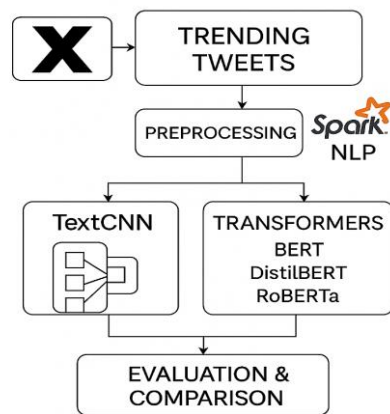 X
TRENDING
TWEETS
PREPROCESSING
Spark
NLP
TextCNN
TRANSFORMERS
BERT
DistilBERT
RoBERTa
EVALUATION &
COMPARISON